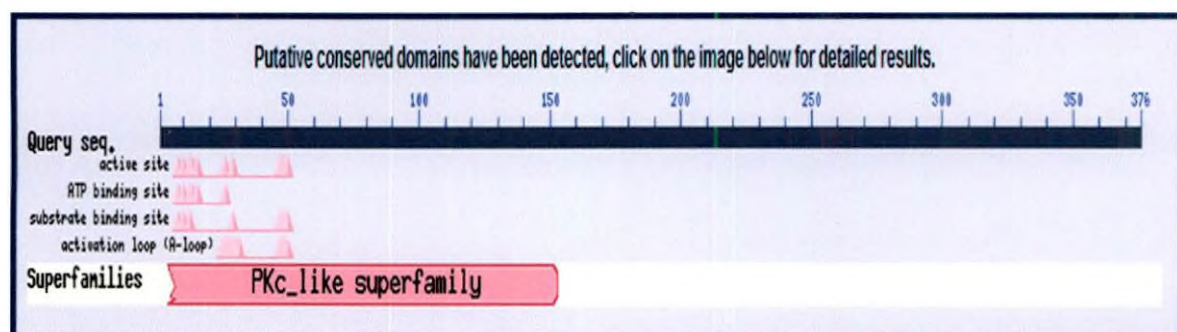 Putative conserved domains have been detected, click on the image below for detailed results.
1 50 100 150 200 250 300 350 376
Query seq.
active site
ATP binding site
substrate binding site
activation loop (A-loop)
Superfamilies PKc_like superfamily